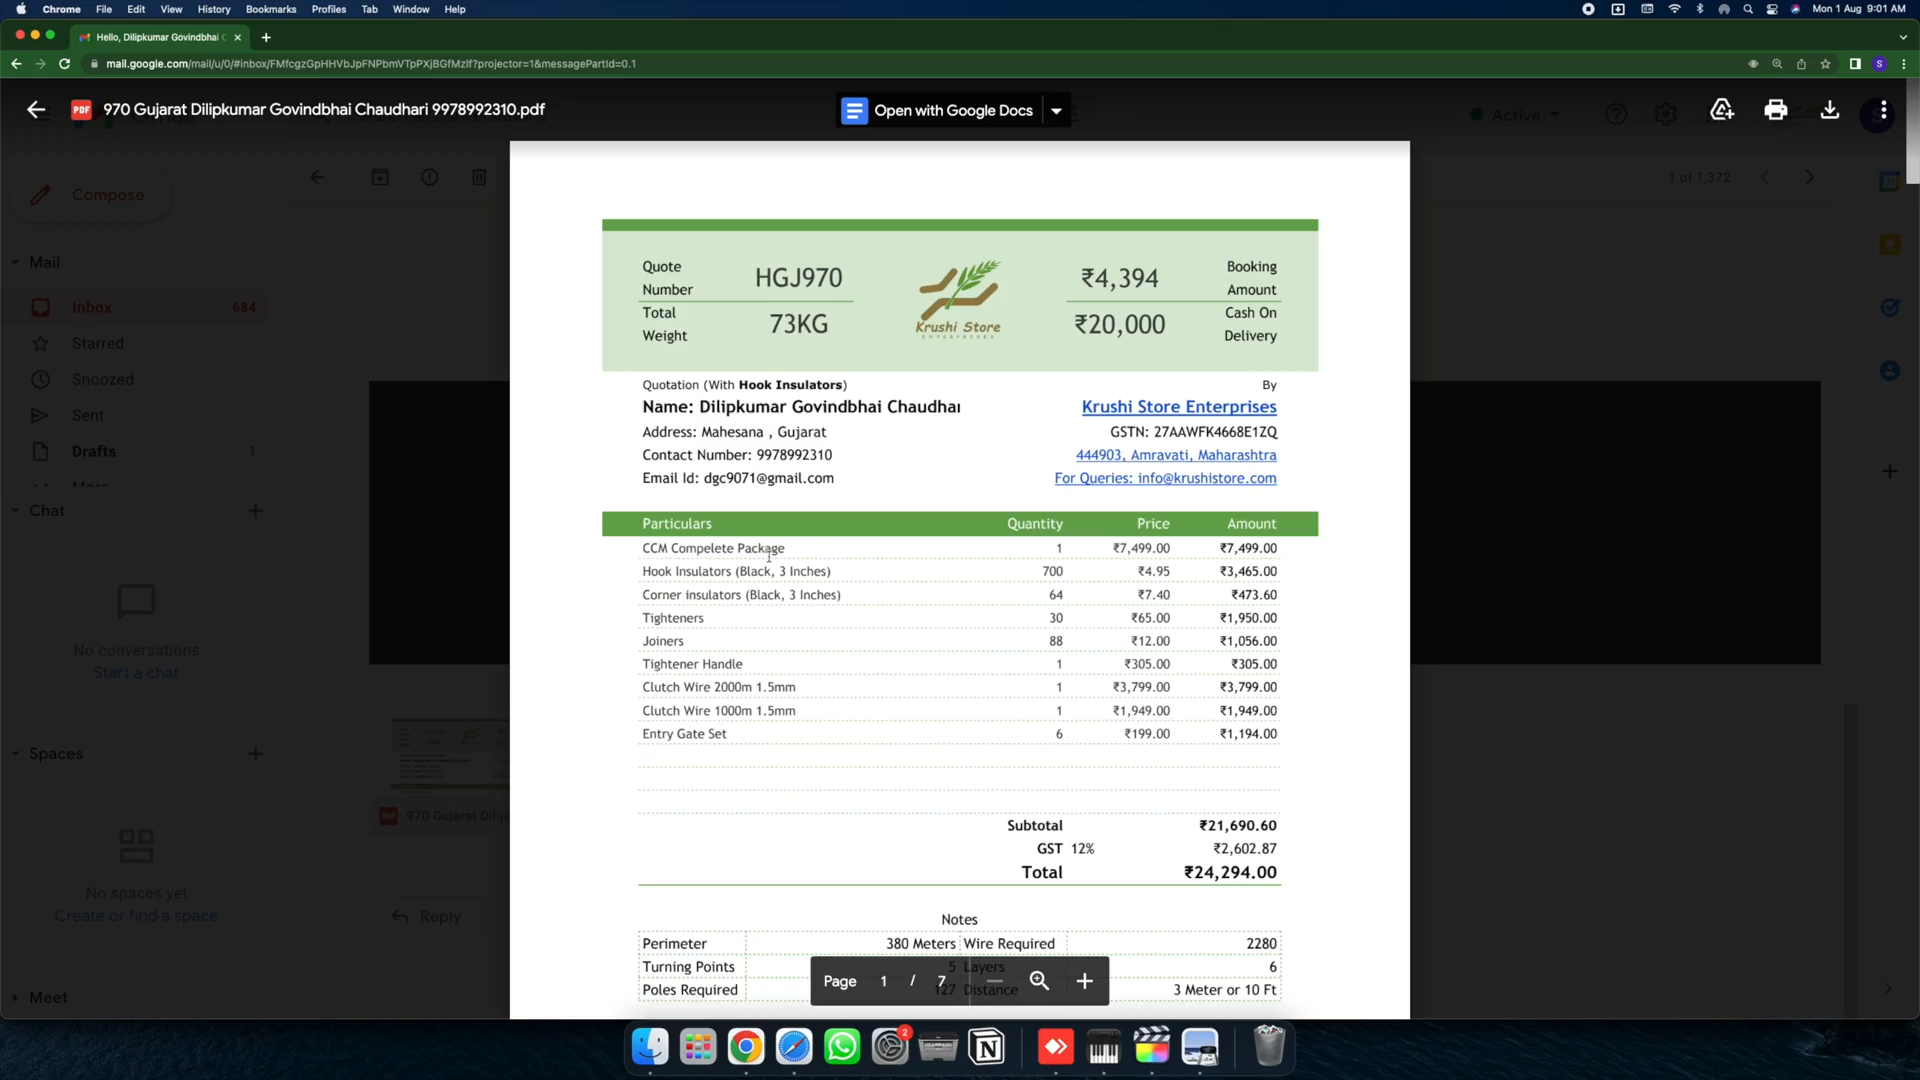 Chrome File Edit View History Bookmarks Profiles Tab Window Help Mon 1 Aug 9:01 AM
Hello, Dilipkumar Govindbhai C
mail.google.com/mail/u/0/#inbox/FMfcgzGpHHVbJpFNPbmVTpPXjBGfMzlf?projector=1&messagePartId=0.1
S
PDF 970 Gujarat Dilipkumar Govindbhai Chaudhari 9978992310.pdf
Open with Google Docs
Active
Compose
1 of 1,372
Mail
Inbox 684
Starred
Snoozed
Sent
Drafts 1
More
Chat
No conversations
Start a chat
Spaces
No spaces yet
Create or find a space
Meet
970 Gujarat Dilip
Reply
Quote Number HGJ970
Total Weight 73KG
Krushi Store
ENTERPRISES
₹4,394 Booking Amount
₹20,000 Cash On Delivery
Quotation (With Hook Insulators) By
Name: Dilipkumar Govindbhai Chaudhar Krushi Store Enterprises
Address: Mahesana , Gujarat GSTN: 27AAWFK4668E1ZQ
Contact Number: 9978992310 444903, Amravati, Maharashtra
Email Id: dgc9071@gmail.com For Queries: info@krushistore.com
Particulars Quantity Price Amount
CCM Compelete Package 1 ₹7,499.00 ₹7,499.00
Hook Insulators (Black, 3 Inches) 700 ₹4.95 ₹3,465.00
Corner insulators (Black, 3 Inches) 64 ₹7.40 ₹473.60
Tighteners 30 ₹65.00 ₹1,950.00
Joiners 88 ₹12.00 ₹1,056.00
Tightener Handle 1 ₹305.00 ₹305.00
Clutch Wire 2000m 1.5mm 1 ₹3,799.00 ₹3,799.00
Clutch Wire 1000m 1.5mm 1 ₹1,949.00 ₹1,949.00
Entry Gate Set 6 ₹199.00 ₹1,194.00
Subtotal ₹21,690.60
GST 12% ₹2,602.87
Total ₹24,294.00
Notes
Perimeter 380 Meters Wire Required 2280
Turning Points 5 Layers 6
Poles Required 127 Distance 3 Meter or 10 Ft
Page 1 / 7
2